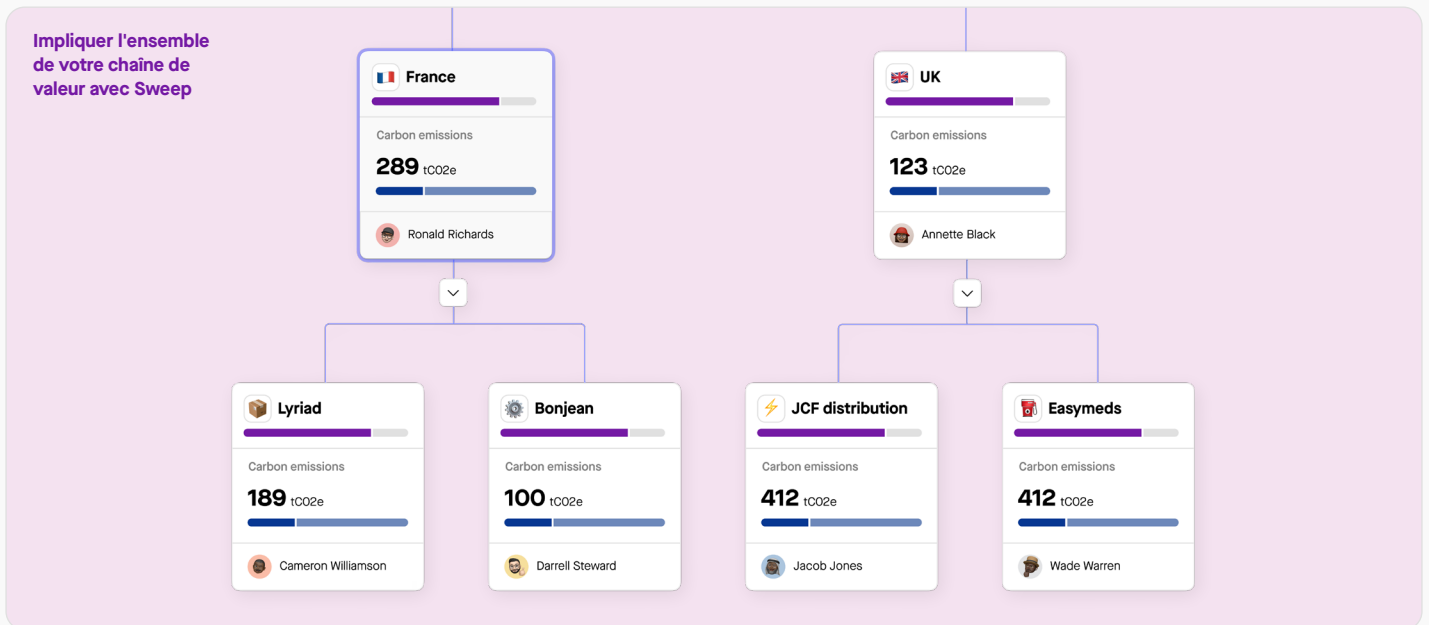 Impliquer l'ensemble
de votre chaîne de
valeur avec Sweep
France
Carbon emissions
289 tC02e
Ronald Richards
UK
Carbon emissions
123 tC02e
Annette Black
Lyriad
Carbon emissions
189 tC02e
Cameron Williamson
Bonjean
Carbon emissions
100 tC02e
Darrell Steward
JCF distribution
Carbon emissions
412 tC02e
Jacob Jones
Easymeds
Carbon emissions
412 tC02e
Wade Warren